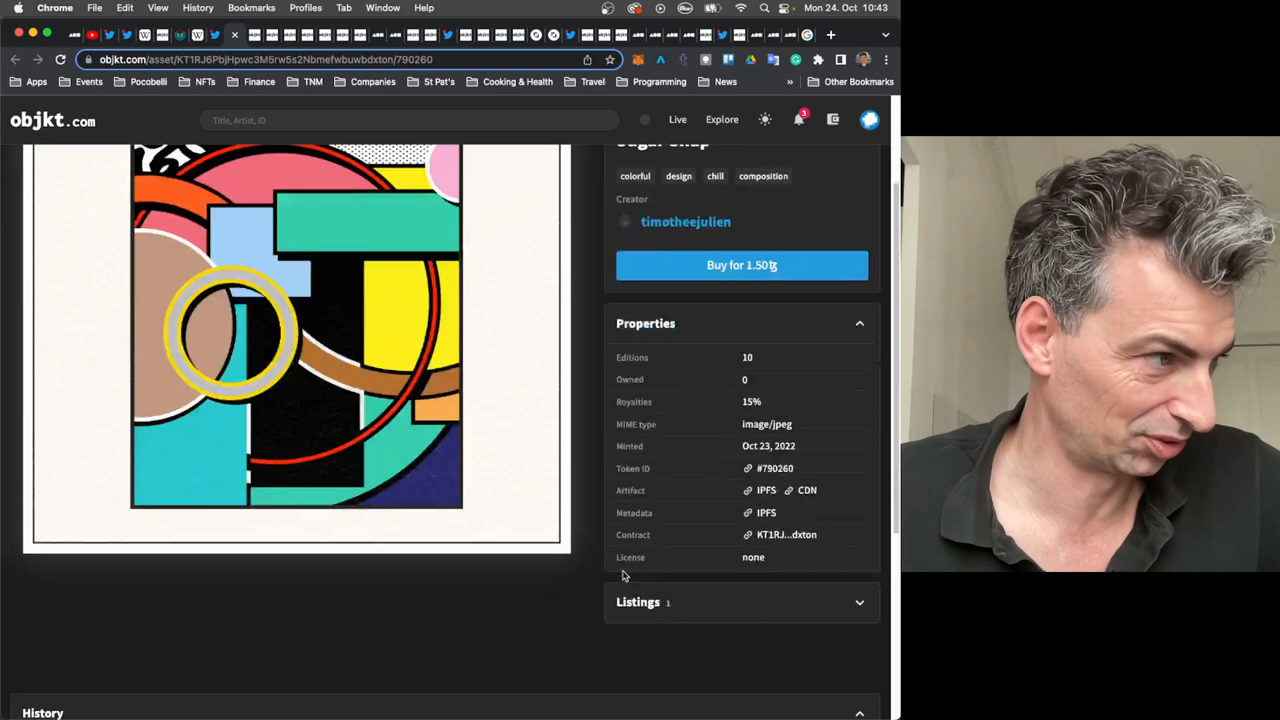 Chrome File Edit View History Bookmarks Profiles Tab Window Help Mon 24. Oct 10:43
objkt.com/asset/KT1RJ6PbjHpwc3M5rw5s2Nbmefwbuwbdxton/790260
Apps Events Pocobelli NFTs Finance TNM Companies St Pat's Cooking & Health Travel Programming News » Other Bookmarks
objkt.com Title, Artist, ID Live Explore 3
Sugar Snap
colorful design chill composition
Creator
timotheejulien
Buy for 1.50ꜩ
Properties
Editions 10
Owned 0
Royalties 15%
MIME type image/jpeg
Minted Oct 23, 2022
Token ID #790260
Artifact IPFS CDN
Metadata IPFS
Contract KT1RJ...dxton
License none
Listings 1
History